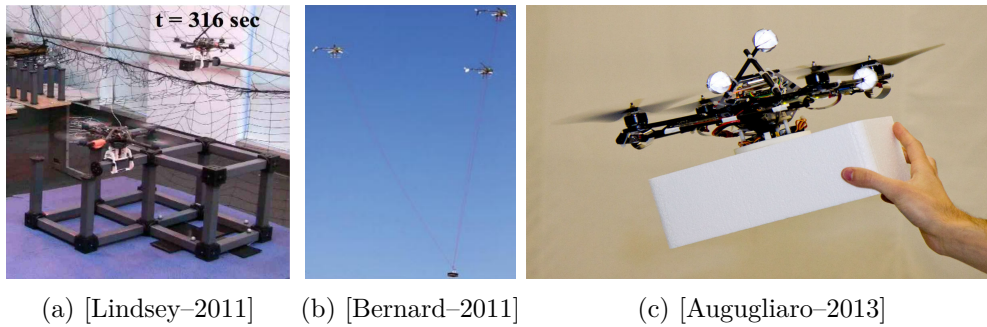 t = 316 sec
(a) [Lindsey–2011]
(b) [Bernard–2011]
(c) [Augugliaro–2013]